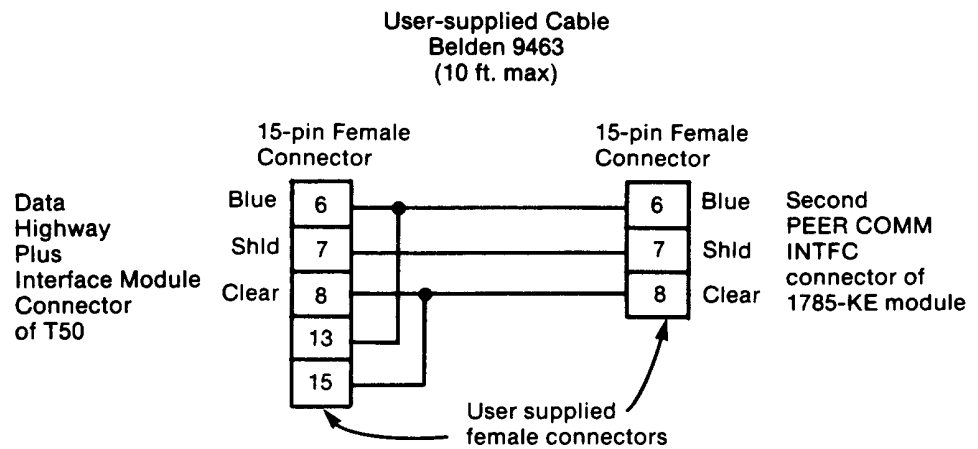 User-supplied Cable
Belden 9463
(10 ft. max)
15-pin Female
Connector
15-pin Female
Connector
Data
Highway
Plus
Interface Module
Connector
of T50
Blue
Shld
Clear
6
7
8
13
15
6
7
8
Blue
Shld
Clear
Second
PEER COMM
INTFC
connector of
1785-KE module
User supplied
female connectors